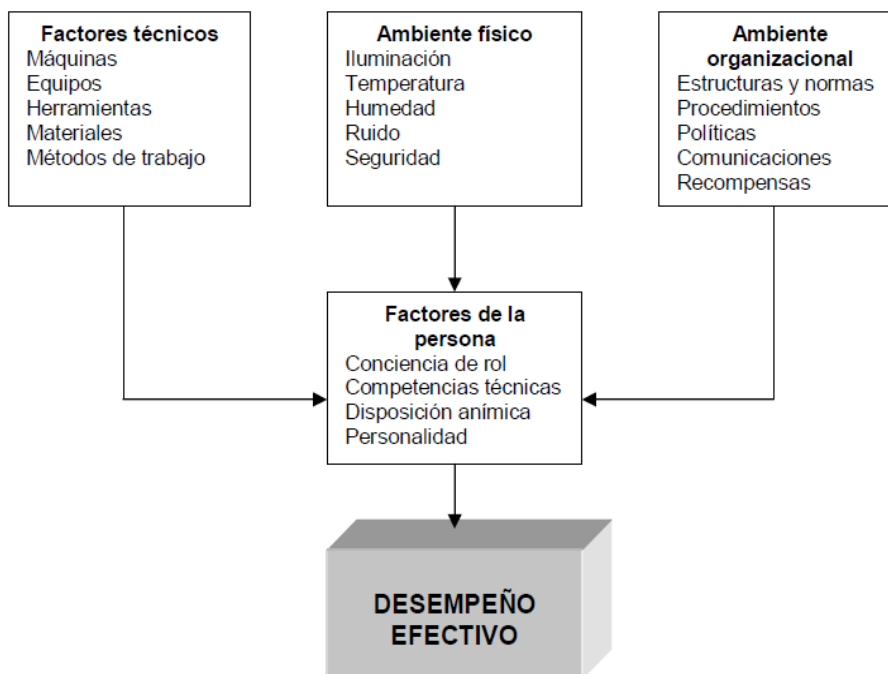 Factores técnicos
Máquinas
Equipos
Herramientas
Materiales
Métodos de trabajo
Ambiente físico
Iluminación
Temperatura
Humedad
Ruido
Seguridad
Ambiente
organizacional
Estructuras y normas
Procedimientos
Políticas
Comunicaciones
Recompensas
Factores de la
persona
Conciencia de rol
Competencias técnicas
Disposición anímica
Personalidad
DESEMPEÑO
EFECTIVO